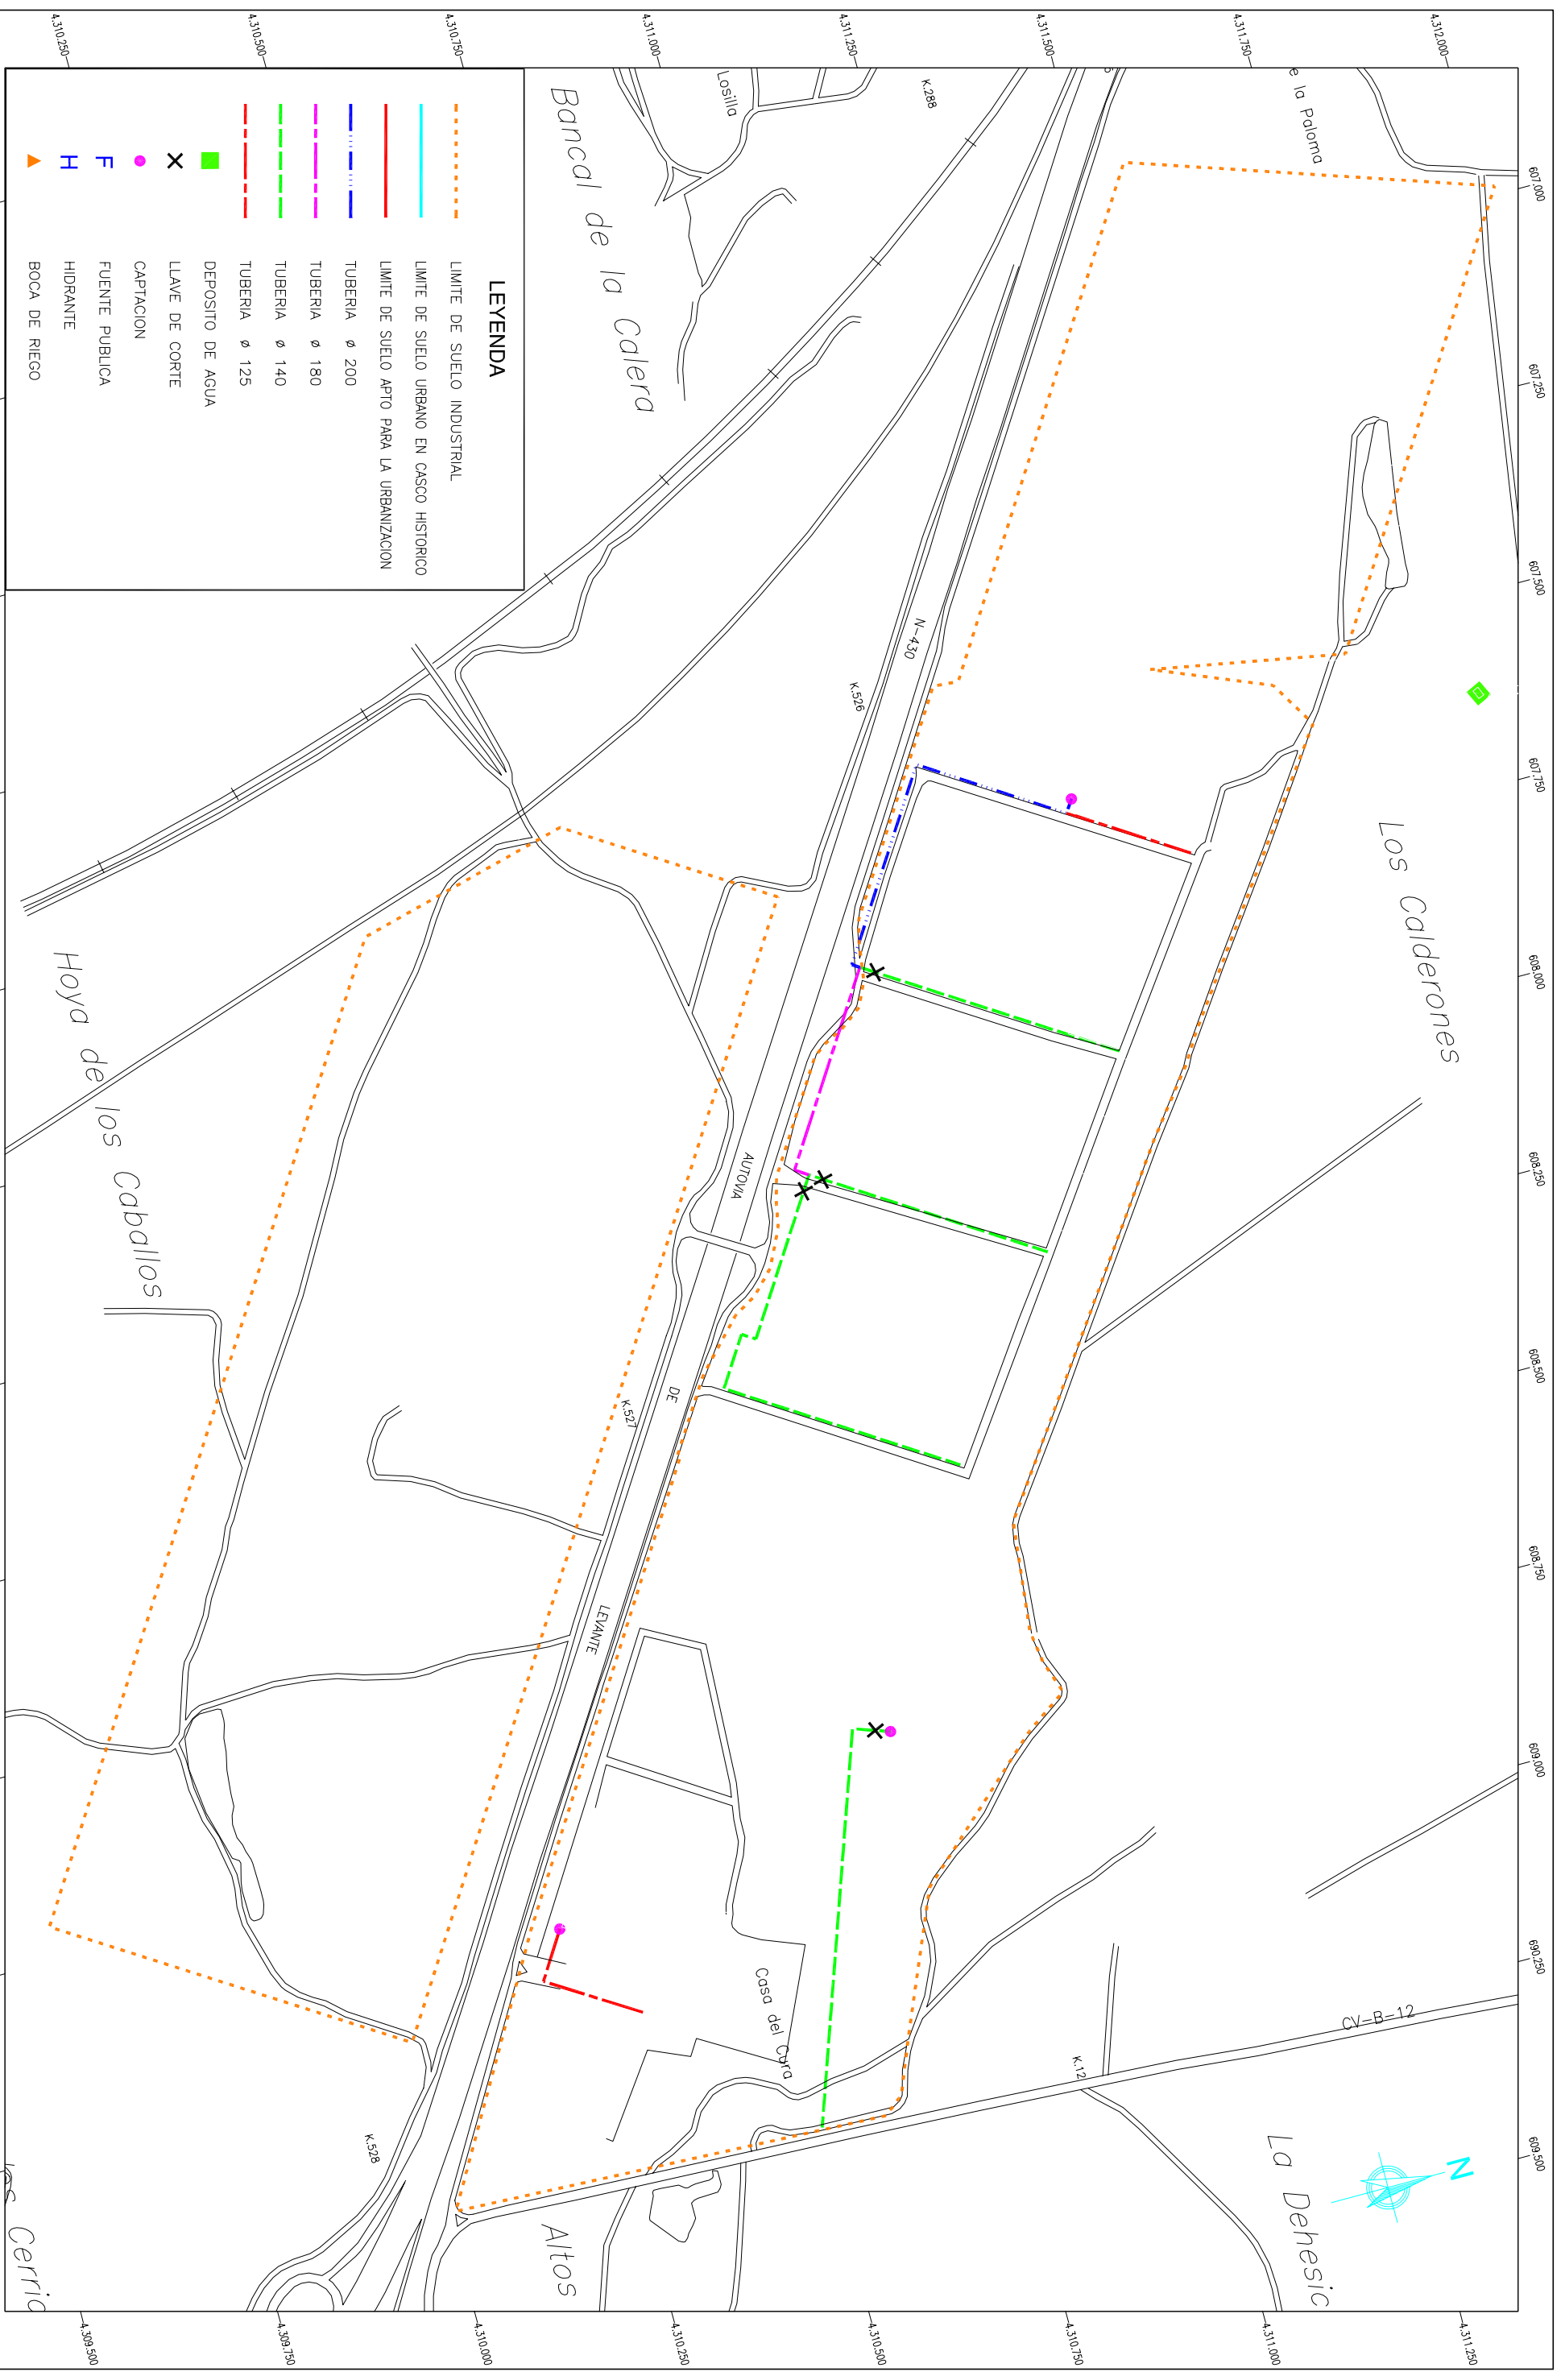 4.310.250
4.310.500
4.310.750
4.311.000
4.311.250
4.311.500
4.311.750
4.312.000
607.000
607.250
607.500
607.750
608.000
608.250
608.500
608.750
609.000
690.250
609.500
4.309.500
4.309.750
4.310.000
4.310.250
4.310.500
4.310.750
4.311.000
4.311.250
LEYENDA
LIMITE DE SUELO INDUSTRIAL
LIMITE DE SUELO URBANO EN CASCO HISTORICO
LIMITE DE SUELO APTO PARA LA URBANIZACION
TUBERIA ø 200
TUBERIA ø 180
TUBERIA ø 140
TUBERIA ø 125
DEPOSITO DE AGUA
LLAVE DE CORTE
CAPTACION
F FUENTE PUBLICA
H HIDRANTE
BOCA DE RIEGO
Losilla
K.288
e la Paloma
Bancal de la Calera
N-430
K.526
Los Calderones
Hoya de los Caballos
AUTOVIA
DE
LEVANTE
K.527
Casa del Cura
CV-B-12
K.12
K.528
La Dehesic
N
Altos
Cerric